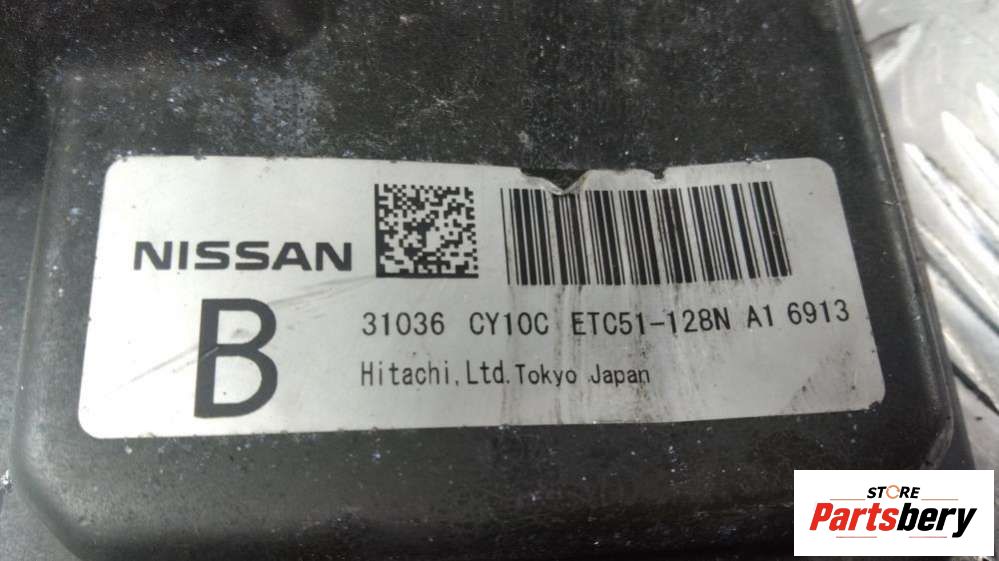 NISSAN
B
31036 CY10C ETC51-128N A1 6913
Hitachi,Ltd.Tokyo Japan
STORE
Partsbery